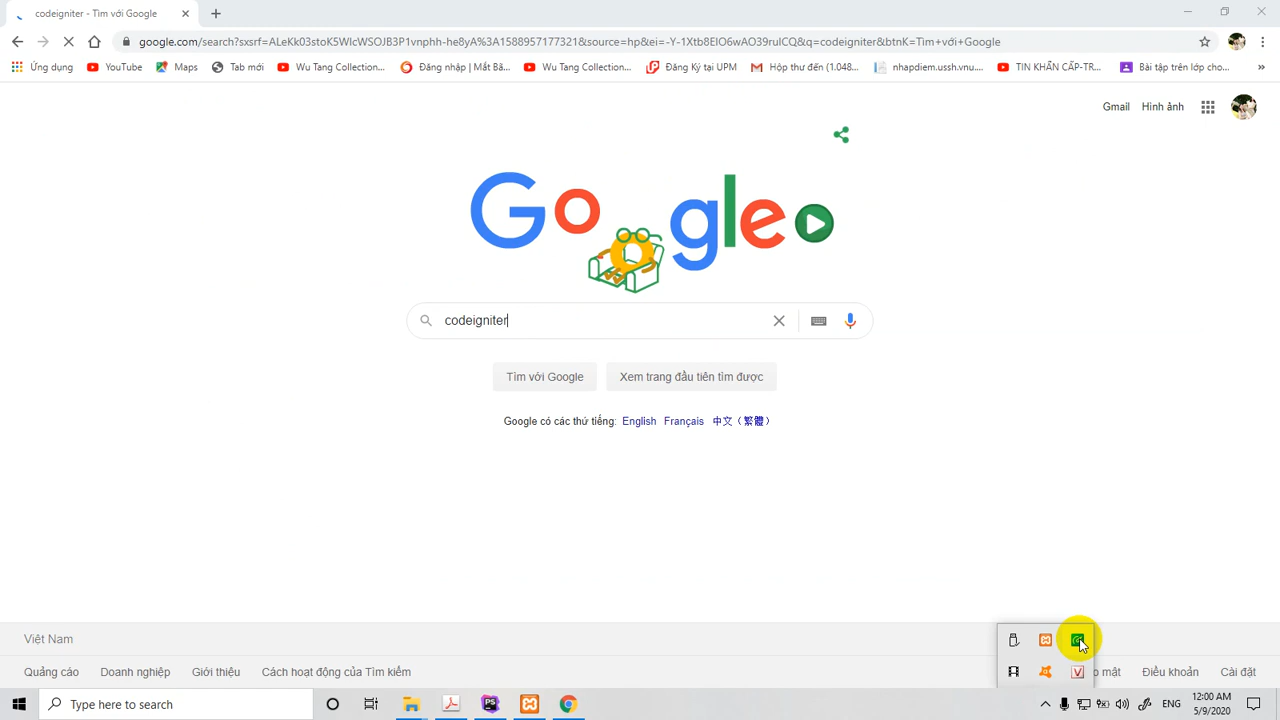 codeigniter - Tìm với Google
google.com/search?sxsrf=ALeKk03stoK5WlcWSOJB3P1vnphh-he8yA%3A1588957177321&source=hp&ei=-Y-1Xtb8EIO6wAO39rulCQ&q=codeigniter&btnK=Tìm+với+Google
Ứng dụng YouTube Maps Tab mới Wu Tang Collection... Đăng nhập | Mắt Bã... Wu Tang Collection... Đăng Ký tại UPM Hộp thư đến (1.048... nhapdiem.ussh.vnu.... TIN KHẨN CẤP-TR... Bài tập trên lớp cho... »
Gmail Hình ảnh
Google
codeigniter
Tìm với Google Xem trang đầu tiên tìm được
Google có các thứ tiếng: English Français 中文（繁體）
Việt Nam
Quảng cáo Doanh nghiệp Giới thiệu Cách hoạt động của Tìm kiếm o mật Điều khoản Cài đặt
Type here to search
PS
ENG
12:00 AM
5/9/2020